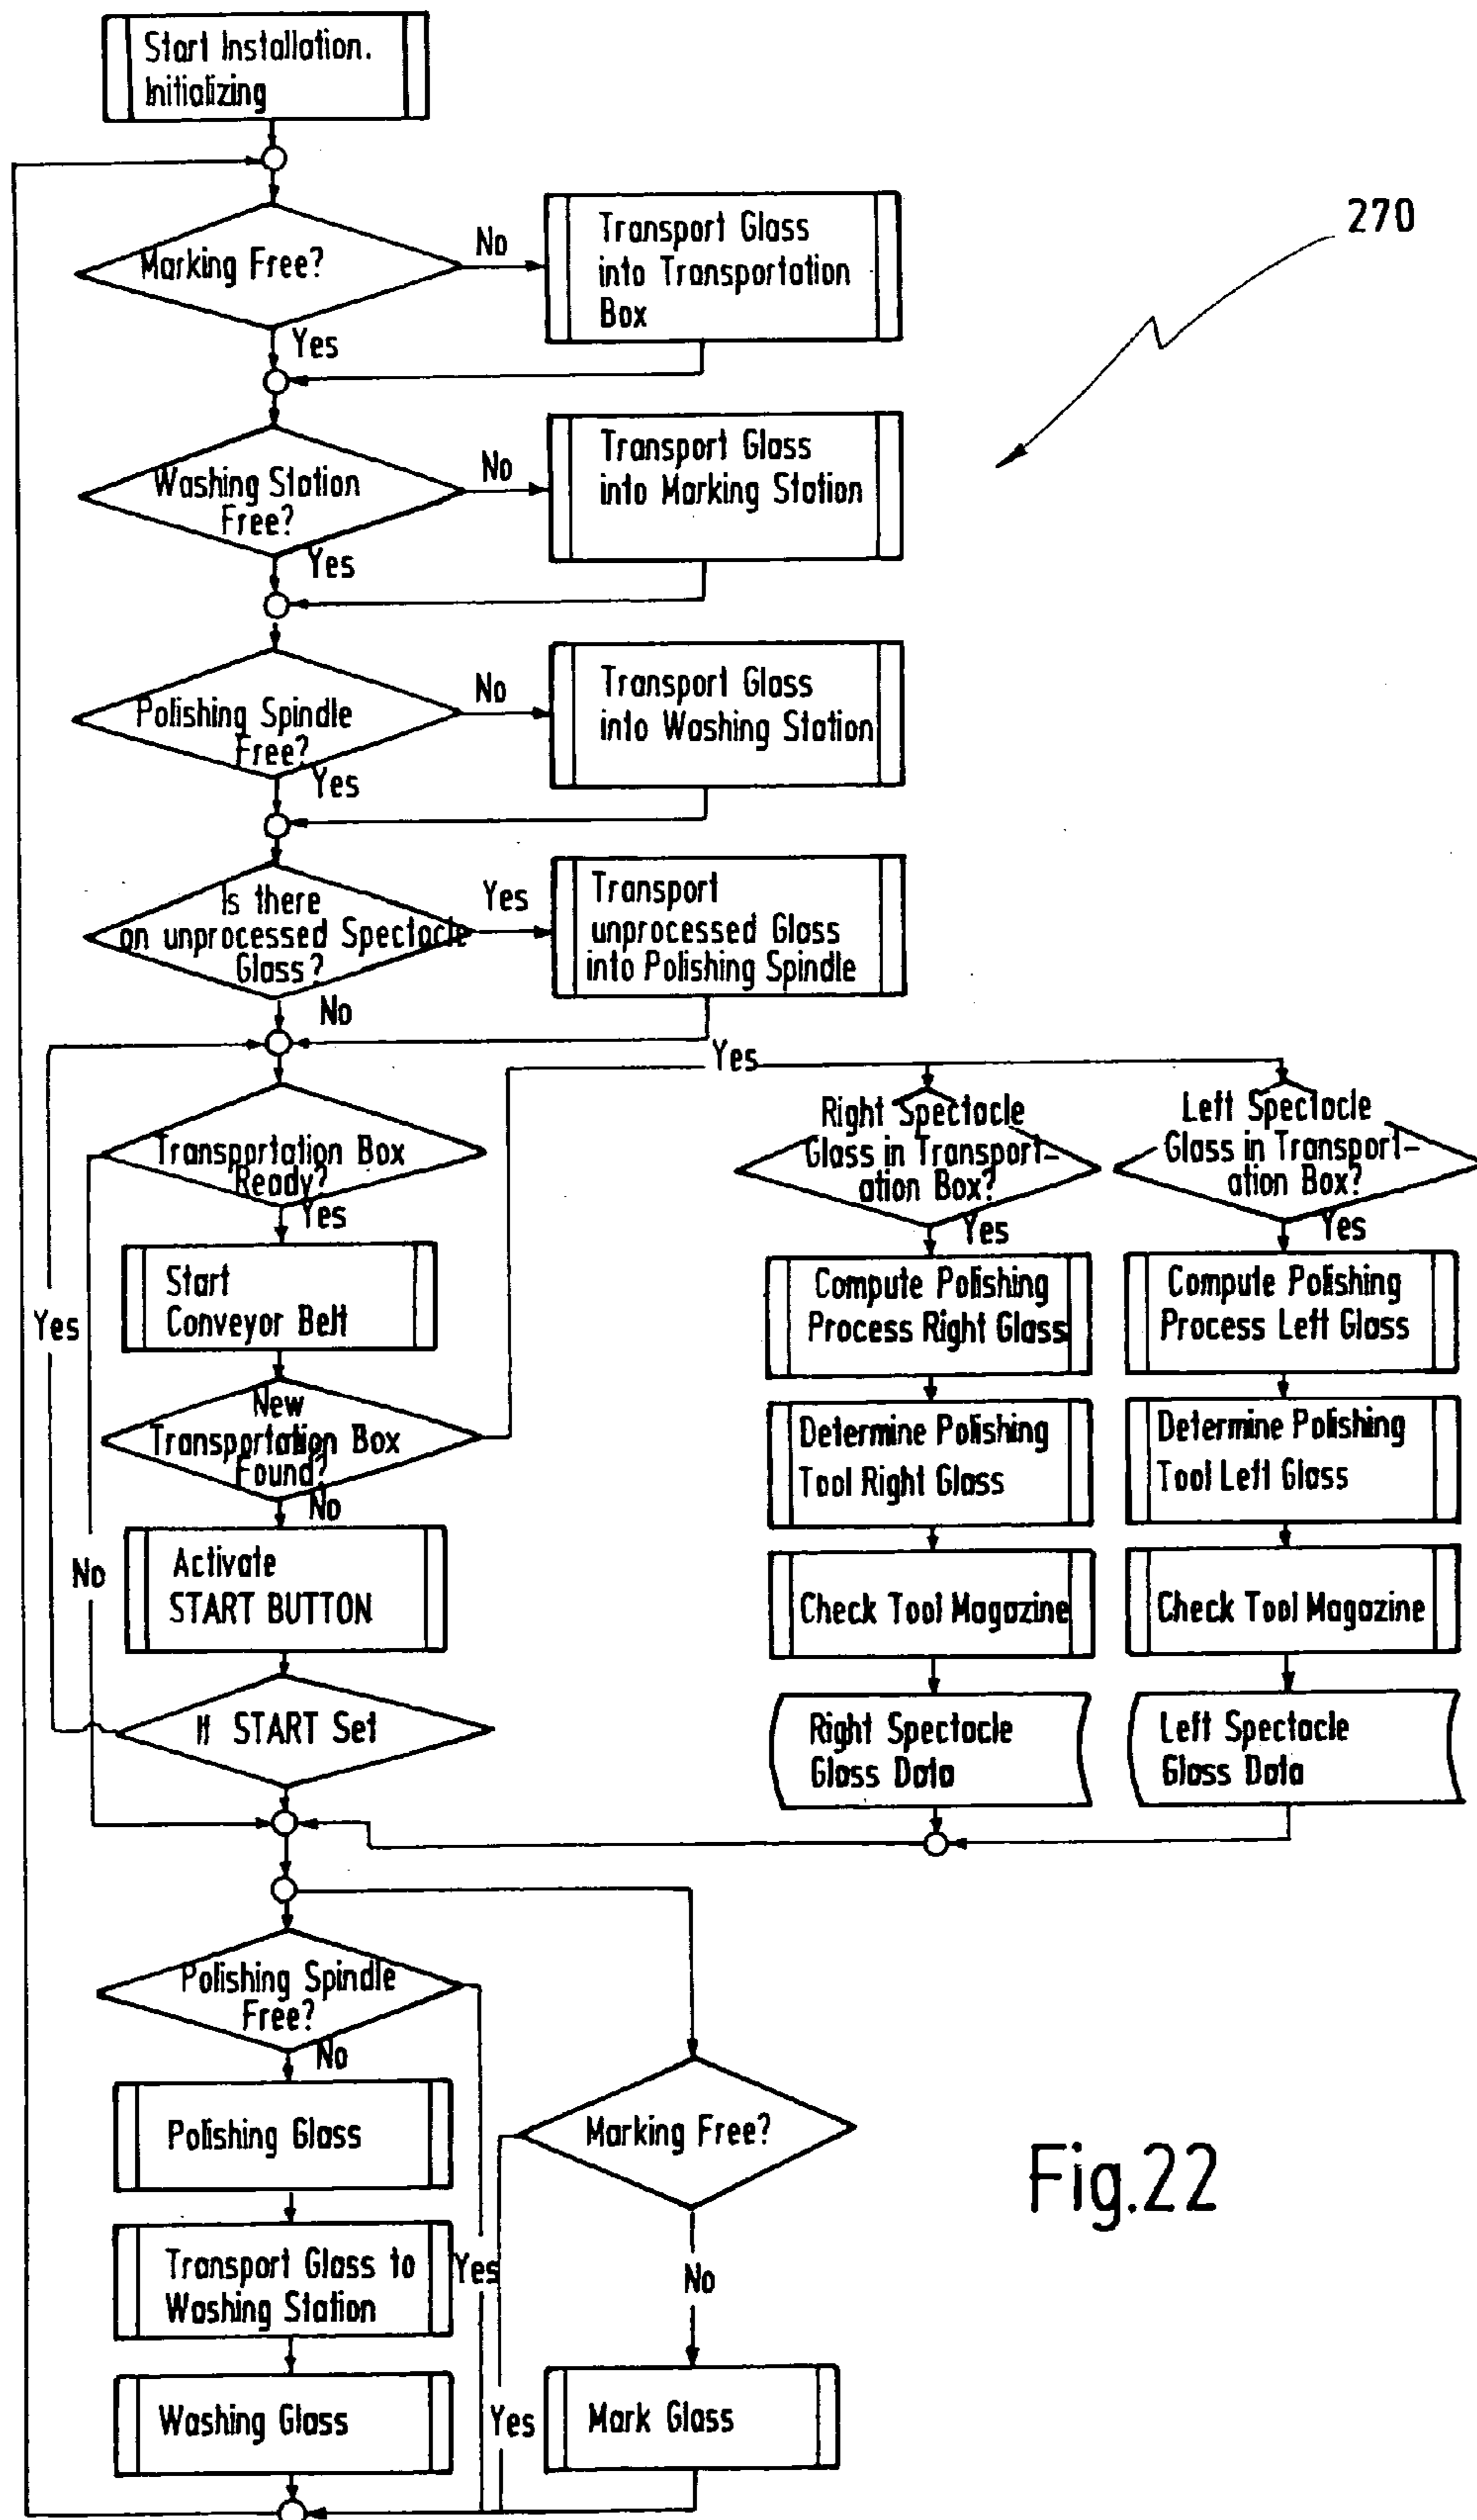 Start Installation.
Initializing
270
Marking Free?
No
Transport Glass
into Transportation
Box
Yes
Washing Station
Free?
No
Transport Glass
into Marking Station
Yes
Polishing Spindle
Free?
No
Transport Glass
into Washing Station
Yes
Is there
an unprocessed Spectacle
Glass?
Yes
Transport
unprocessed Glass
into Polishing Spindle
No
Yes
Transportation Box
Ready?
Yes
Right Spectacle
Glass in Transport-
ation Box?
Yes
Left Spectacle
Glass in Transport-
ation Box?
Yes
Start
Conveyor Belt
Yes
Compute Polishing
Process Right Glass
Compute Polishing
Process Left Glass
New
Transportation Box
Found?
No
Determine Polishing
Tool Right Glass
Determine Polishing
Tool Left Glass
No
Activate
START BUTTON
Check Tool Magazine
Check Tool Magazine
If START Set
Right Spectacle
Glass Data
Left Spectacle
Glass Data
Polishing Spindle
Free?
No
Polishing Glass
Marking Free?
Transport Glass to
Washing Station
Yes
No
Washing Glass
Yes
Mark Glass
Fig.22